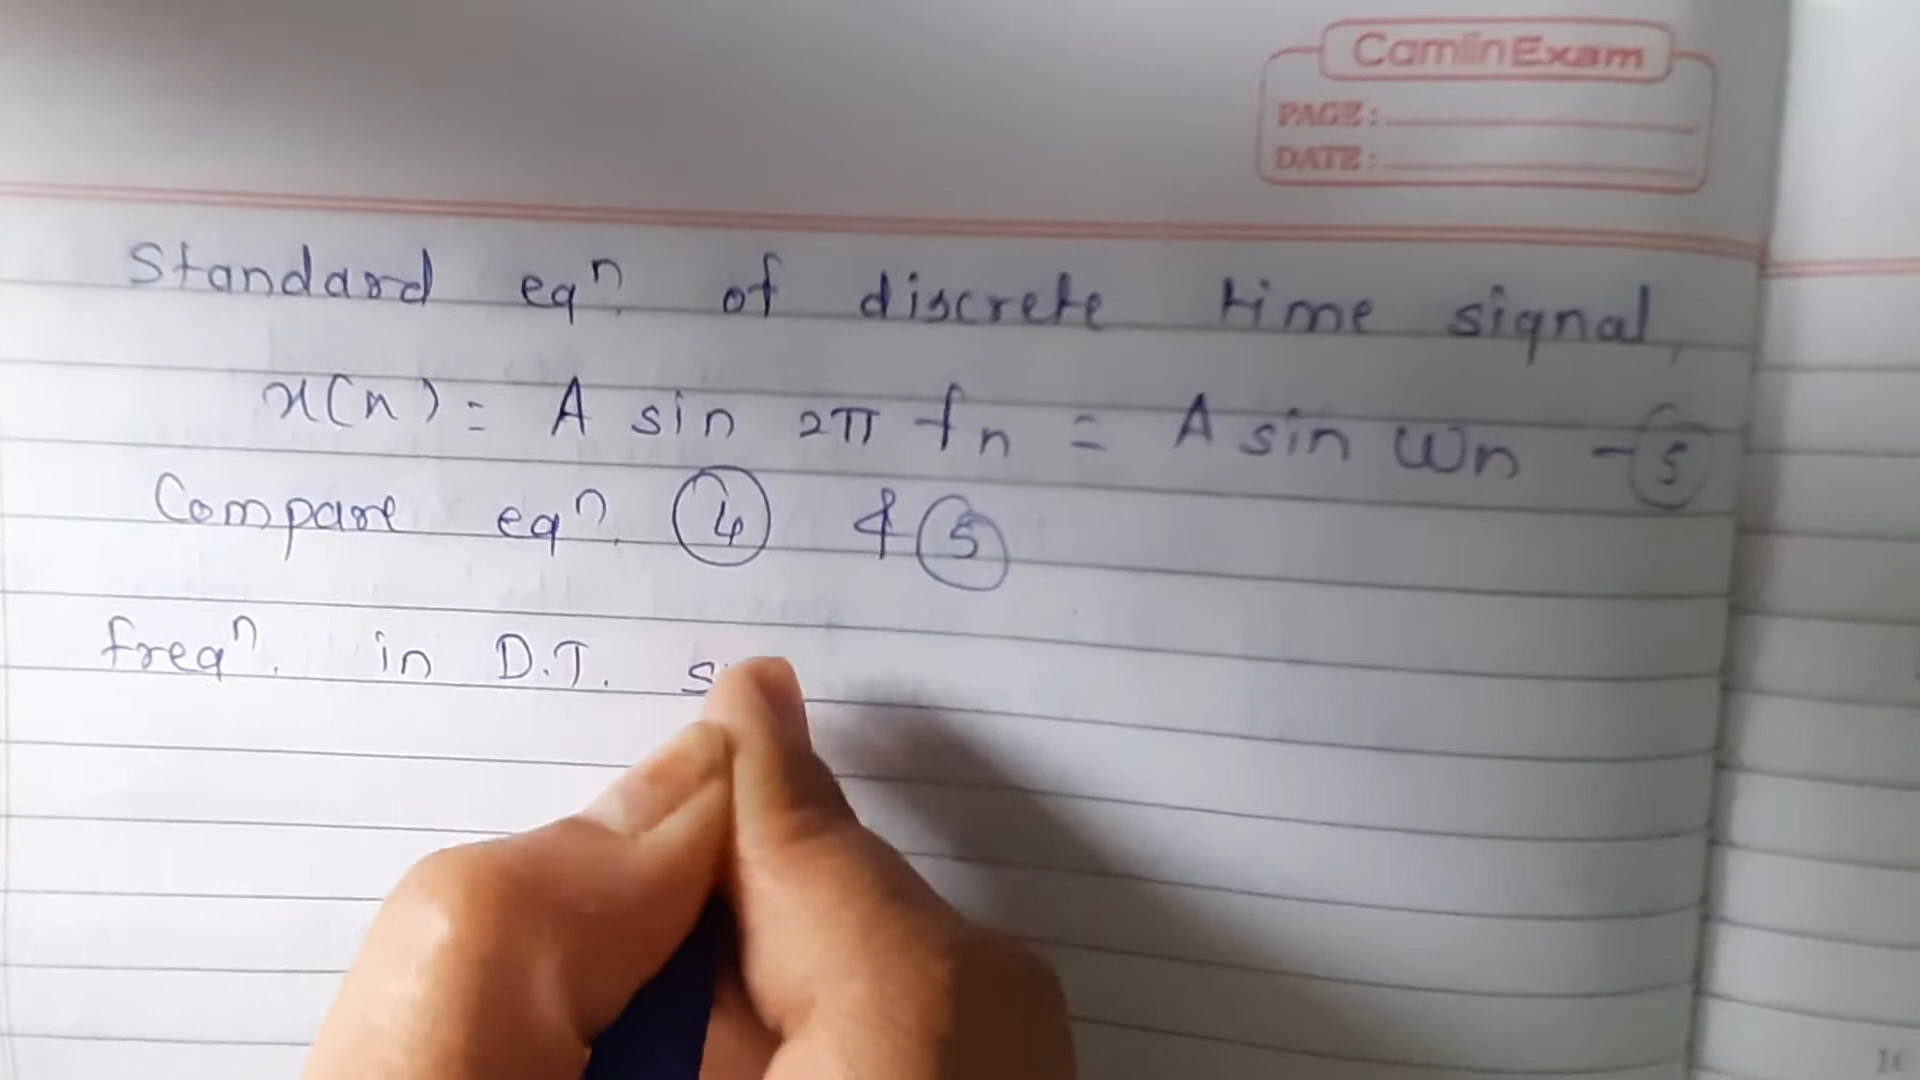 CamlinExam
PAGE:
DATE:
Standard eqⁿ. of discrete time signal,
x(n) = A sin 2π fn = A sin ωn - ⑤
Compare eqⁿ. ④ & ⑤
freqⁿ. in D.T. s